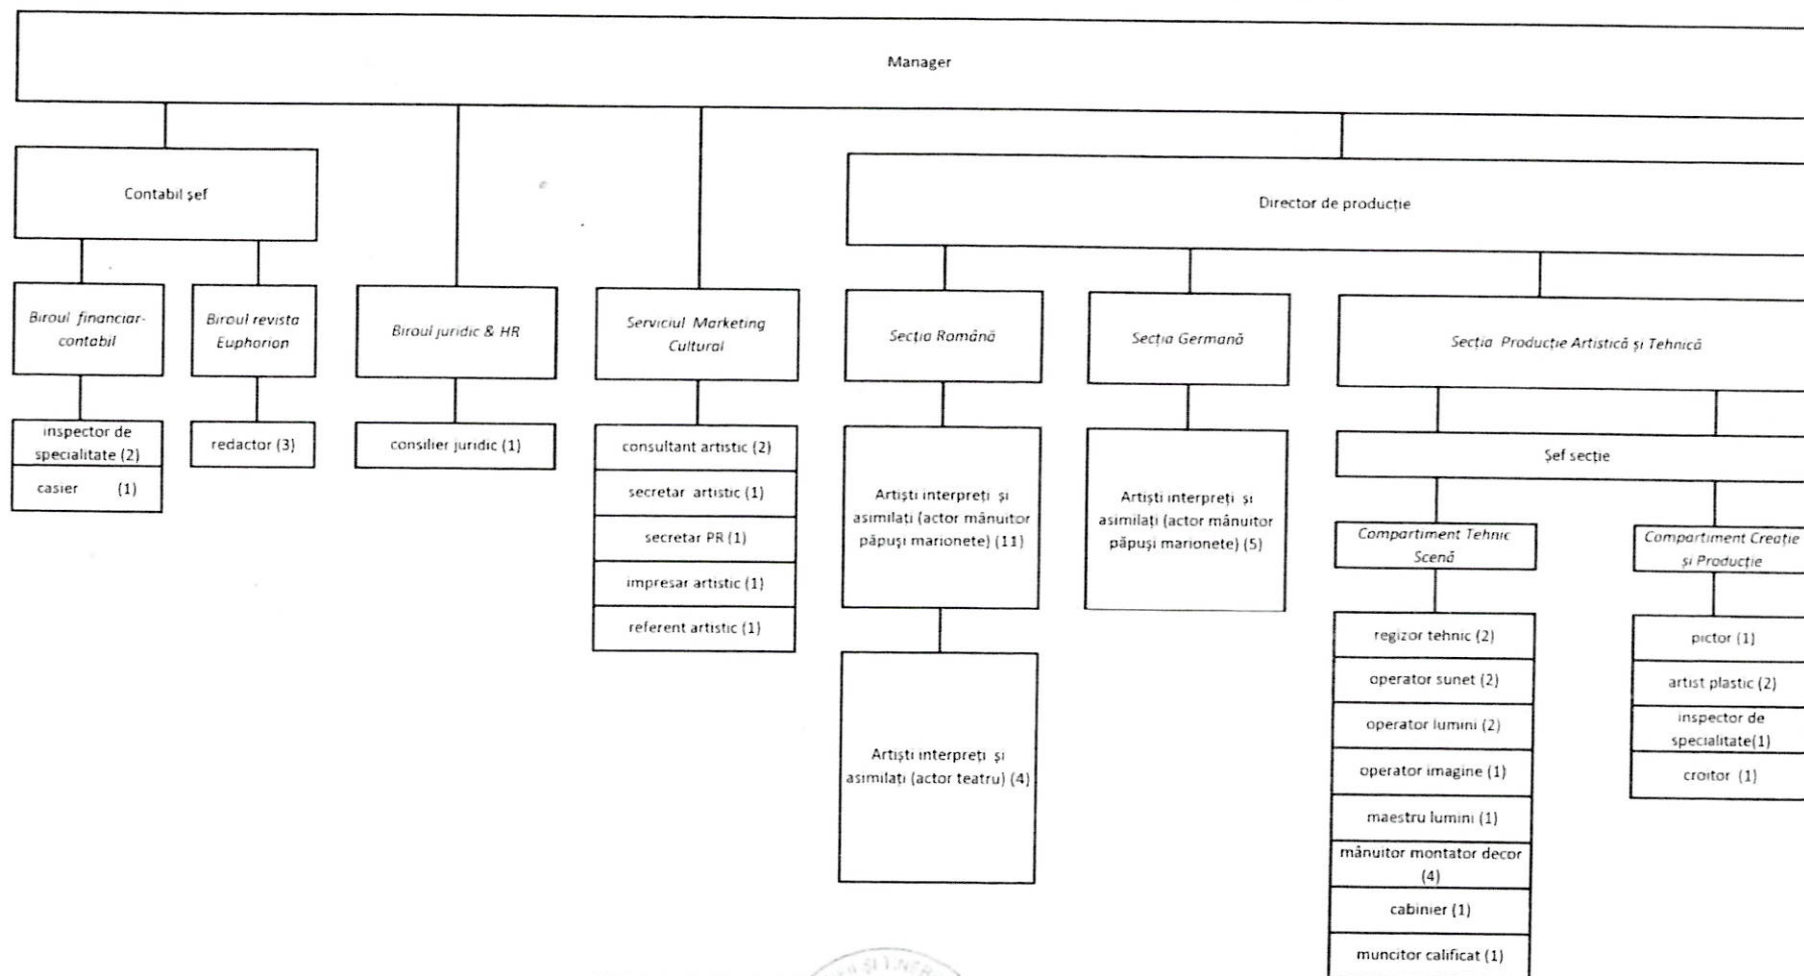 Manager
Contabil șef
Director de producție
Biroul financiar-
contabil
Biroul revista
Euphorion
Biroul juridic & HR
Serviciul Marketing
Cultural
Secția Română
Secția Germană
Secția Producție Artistică și Tehnică
inspector de
specialitate (2)
casier (1)
redactor (3)
consilier juridic (1)
consultant artistic (2)
secretar artistic (1)
secretar PR (1)
impresar artistic (1)
referent artistic (1)
Artiști interpreți și
asimilați (actor mânuitor
păpuși marionete) (11)
Artiști interpreți și
asimilați (actor teatru) (4)
Artiști interpreți și
asimilați (actor mânuitor
păpuși marionete) (5)
Șef secție
Compartiment Tehnic
Scenă
regizor tehnic (2)
operator sunet (2)
operator lumini (2)
operator imagine (1)
maestru lumini (1)
mânuitor montator decor
(4)
cabinier (1)
muncitor calificat (1)
Compartiment Creație
și Producție
pictor (1)
artist plastic (2)
inspector de
specialitate(1)
croitor (1)